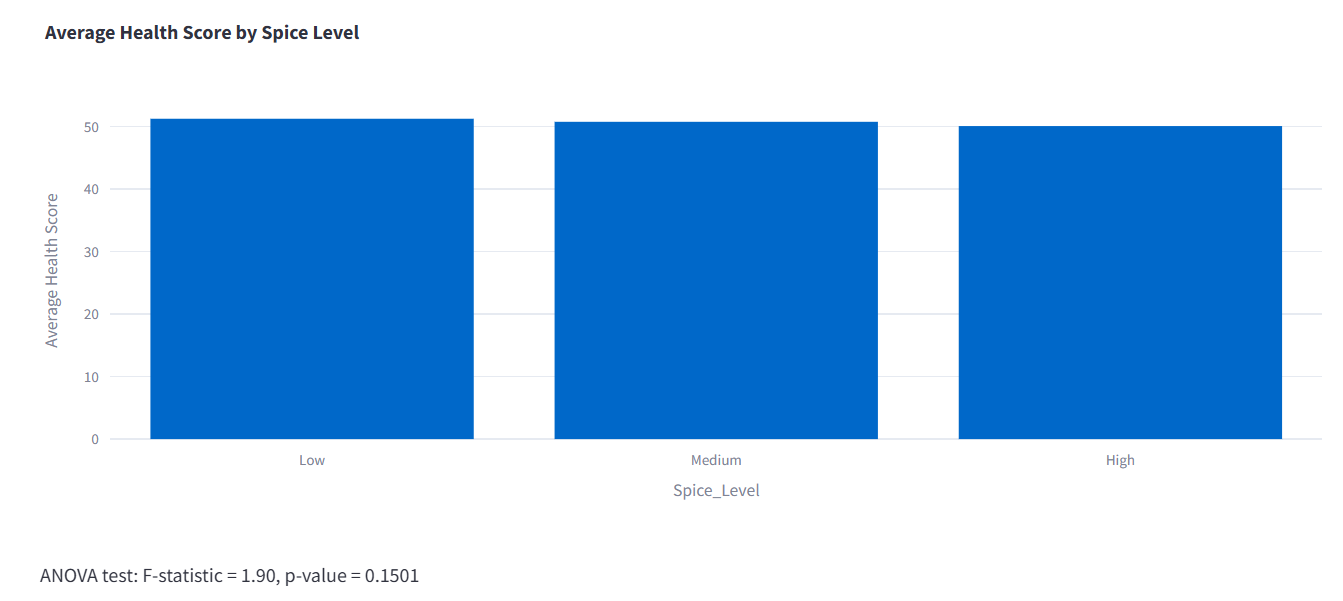 Average Health Score by Spice Level
50
40
30
20
10
0
Average Health Score
Low Medium High
Spice_Level
ANOVA test: F-statistic = 1.90, p-value = 0.1501